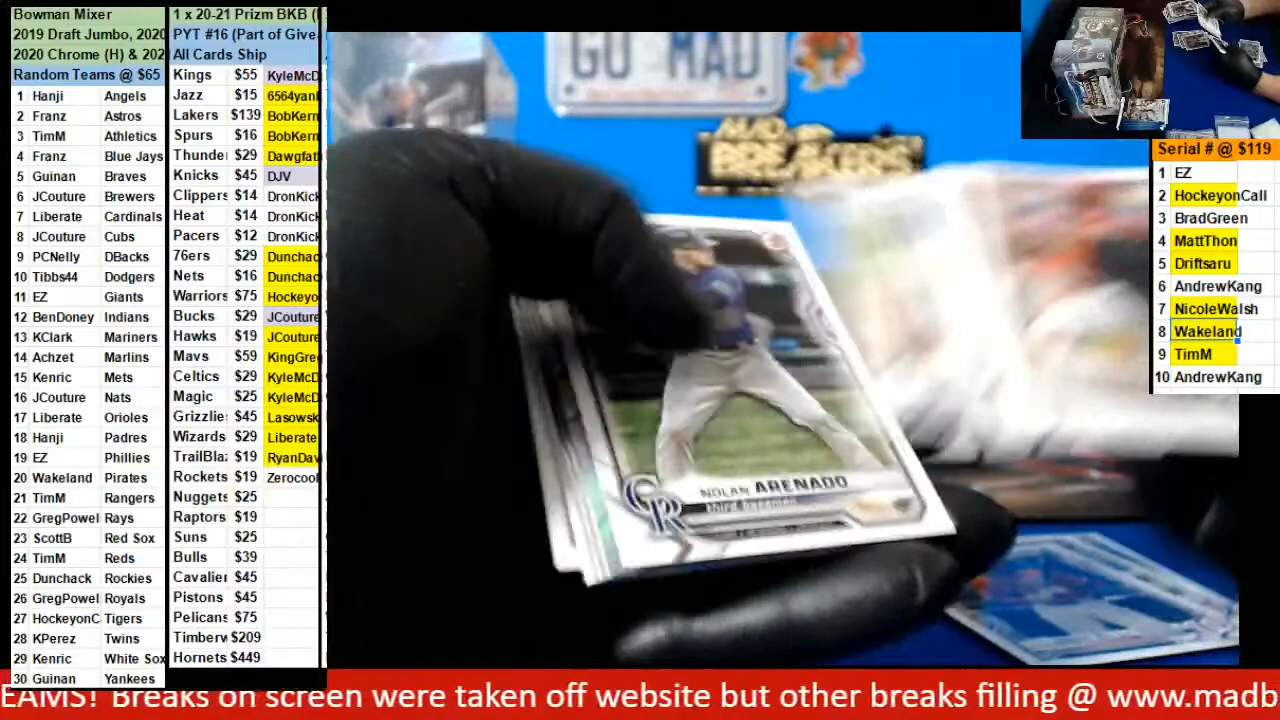 Bowman Mixer
2019 Draft Jumbo, 2020
2020 Chrome (H) & 202
Random Teams @ $65
1 Hanji Angels
2 Franz Astros
3 TimM Athletics
4 Franz Blue Jays
5 Guinan Braves
6 JCouture Brewers
7 Liberate Cardinals
8 JCouture Cubs
9 PCNelly DBacks
10 Tibbs44 Dodgers
11 EZ Giants
12 BenDoney Indians
13 KClark Mariners
14 Achzet Marlins
15 Kenric Mets
16 JCouture Nats
17 Liberate Orioles
18 Hanji Padres
19 EZ Phillies
20 Wakeland Pirates
21 TimM Rangers
22 GregPowel Rays
23 ScottB Red Sox
24 TimM Reds
25 Dunchack Rockies
26 GregPowel Royals
27 HockeyonC Tigers
28 KPerez Twins
29 Kenric White Sox
30 Guinan Yankees
1 x 20-21 Prizm BKB (
PYT #16 (Part of Give
All Cards Ship
Kings $55 KyleMcD
Jazz $15 6564yank
Lakers $139 BobKern
Spurs $16 BobKern
Thunde $29 Dawgfath
Knicks $45 DJV
Clippers $14 DronKick
Heat $14 DronKick
Pacers $12 DronKick
76ers $29 Dunchac
Nets $16 Dunchac
Warriors $75 Hockeyo
Bucks $29 JCouture
Hawks $19 JCouture
Mavs $59 KingGre
Celtics $29 KyleMcD
Magic $25 KyleMcD
Grizzlie $45 Lasowsk
Wizards $29 Liberate
TrailBla $19 RyanDav
Rockets $19 Zerocool
Nuggets $25
Raptors $19
Suns $25
Bulls $39
Cavalie $45
Pistons $45
Pelicans $75
Timberw $209
Hornets $449
GO MAD
BREAKERS
NOLAN ARENADO
third baseman
CR
Serial # @ $119
1 EZ
2 HockeyonCall
3 BradGreen
4 MattThon
5 Driftsaru
6 AndrewKang
7 NicoleWalsh
8 Wakeland
9 TimM
10 AndrewKang
EAMS! Breaks on screen were taken off website but other breaks filling @ www.madb